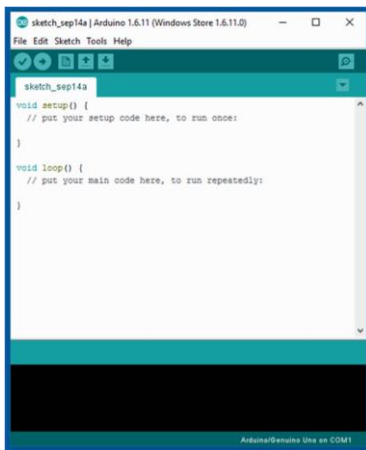 sketch_sep14a | Arduino 1.6.11 (Windows Store 1.6.11.0)
File Edit Sketch Tools Help
sketch_sep14a
void setup() {
// put your setup code here, to run once:
}
void loop() {
// put your main code here, to run repeatedly:
}
Arduino/Genuino Uno on COM1